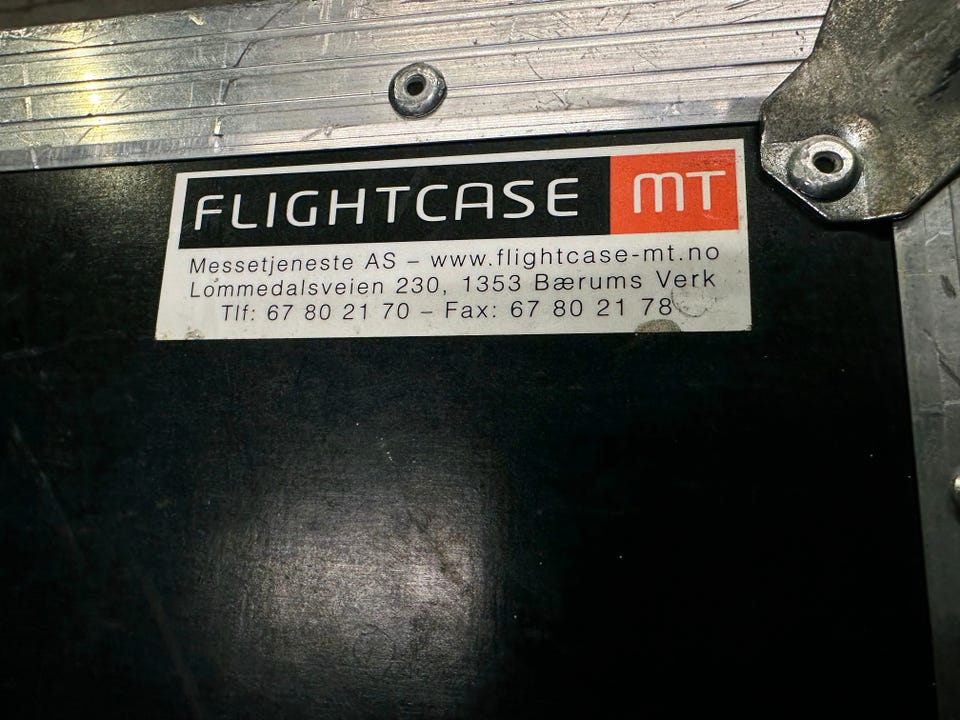 FLIGHTCASE MT
Messetjeneste AS – www.flightcase-mt.no
Lommedalsveien 230, 1353 Bærums Verk
Tlf: 67 80 21 70 – Fax: 67 80 21 78